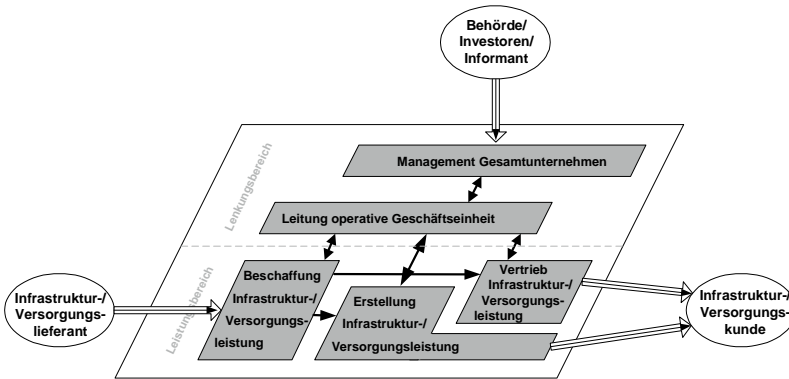 Behörde/
Investoren/
Informant
Management Gesamtunternehmen
Lenkungsbereich
Leitung operative Geschäftseinheit
Leistungsbereich
Beschaffung
Infrastruktur-/
Versorgungs-
leistung
Erstellung
Infrastruktur-/
Versorgungsleistung
Vertrieb
Infrastruktur-/
Versorgungs-
leistung
Infrastruktur-/
Versorgungs-
lieferant
Infrastruktur-/
Versorgungs-
kunde